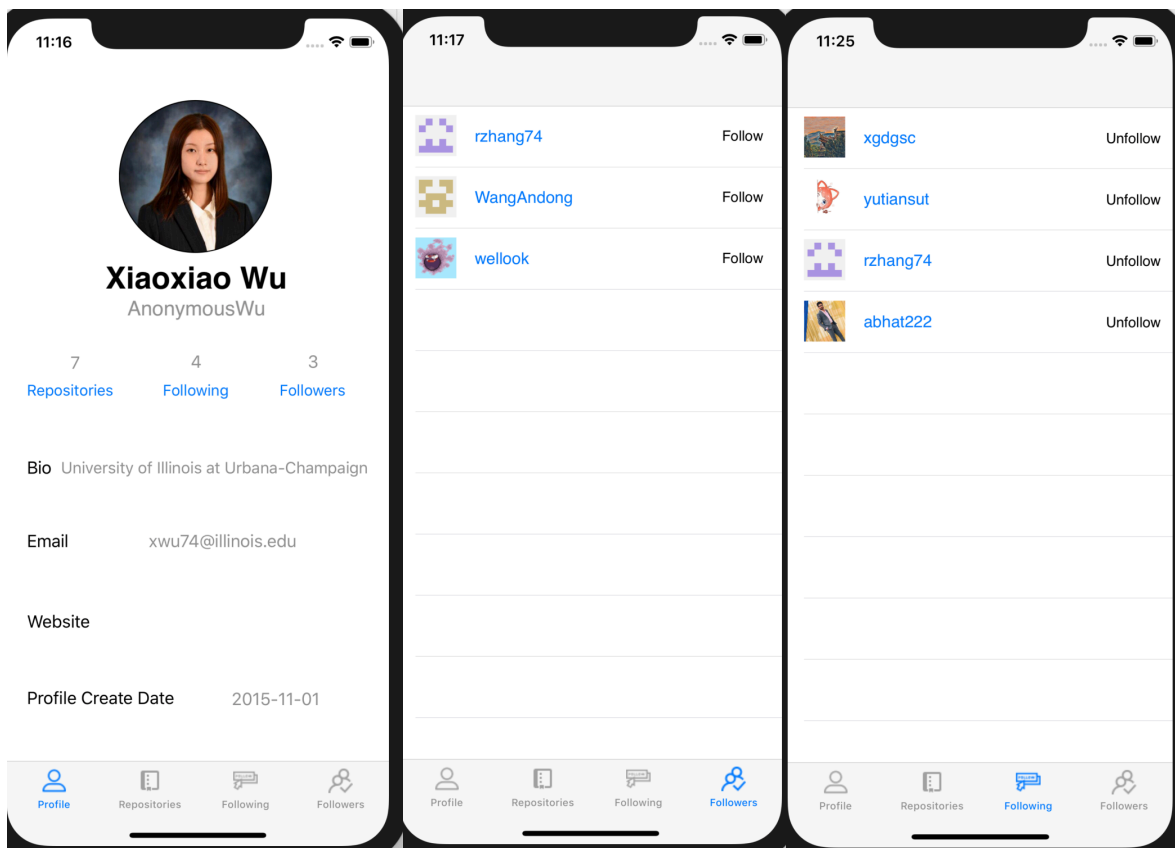 11:16
Xiaoxiao Wu
AnonymousWu
7 4 3
Repositories Following Followers
Bio University of Illinois at Urbana-Champaign
Email xwu74@illinois.edu
Website
Profile Create Date 2015-11-01
Profile Repositories Following Followers
11:17
rzhang74 Follow
WangAndong Follow
wellook Follow
Profile Repositories Following Followers
11:25
xgdgsc Unfollow
yutiansut Unfollow
rzhang74 Unfollow
abhat222 Unfollow
Profile Repositories Following Followers